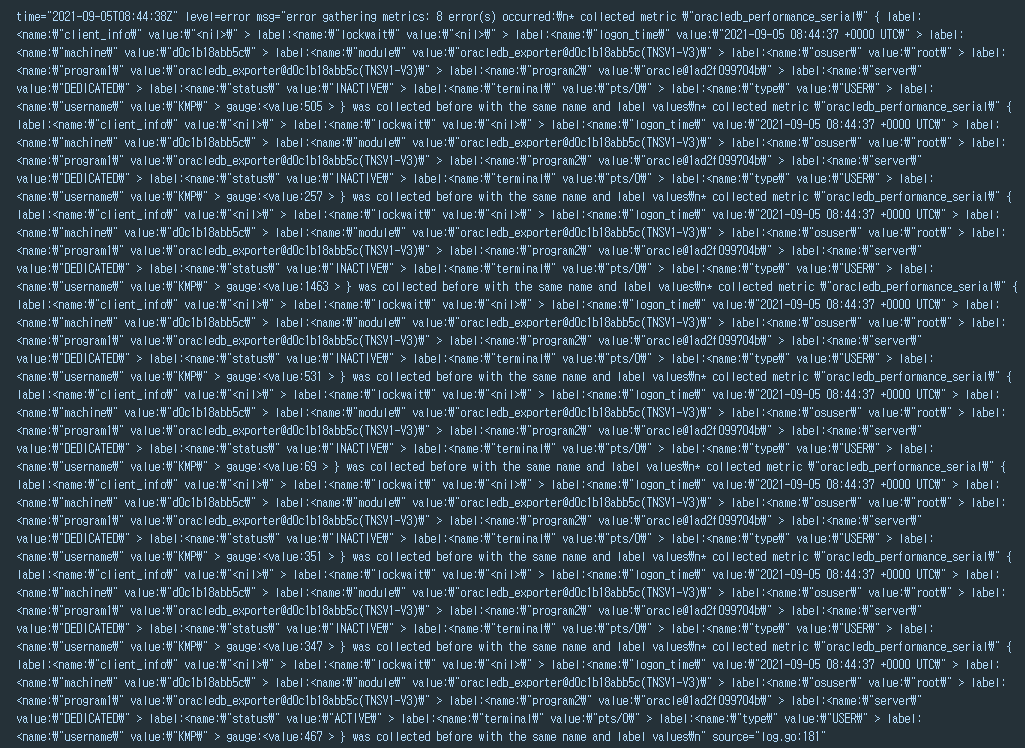 time="2021-09-05T08:44:38Z" level=error msg="error gathering metrics: 8 error(s) occurred:₩n* collected metric ₩"oracledb_performance_serial₩" { label:
<name:₩"client_info₩" value:₩"<nil>₩" > label:<name:₩"lockwait₩" value:₩"<nil>₩" > label:<name:₩"logon_time₩" value:₩"2021-09-05 08:44:37 +0000 UTC₩" > label:
<name:₩"machine₩" value:₩"d0c1b18abb5c₩" > label:<name:₩"module₩" value:₩"oracledb_exporter@d0c1b18abb5c(TNSV1-V3)₩" > label:<name:₩"osuser₩" value:₩"root₩" > label:
<name:₩"program1₩" value:₩"oracledb_exporter@d0c1b18abb5c(TNSV1-V3)₩" > label:<name:₩"program2₩" value:₩"oracle@1ad2f099704b₩" > label:<name:₩"server₩"
value:₩"DEDICATED₩" > label:<name:₩"status₩" value:₩"INACTIVE₩" > label:<name:₩"terminal₩" value:₩"pts/0₩" > label:<name:₩"type₩" value:₩"USER₩" > label:
<name:₩"username₩" value:₩"KMP₩" > gauge:<value:505 > } was collected before with the same name and label values₩n* collected metric ₩"oracledb_performance_serial₩" {
label:<name:₩"client_info₩" value:₩"<nil>₩" > label:<name:₩"lockwait₩" value:₩"<nil>₩" > label:<name:₩"logon_time₩" value:₩"2021-09-05 08:44:37 +0000 UTC₩" > label:
<name:₩"machine₩" value:₩"d0c1b18abb5c₩" > label:<name:₩"module₩" value:₩"oracledb_exporter@d0c1b18abb5c(TNSV1-V3)₩" > label:<name:₩"osuser₩" value:₩"root₩" > label:
<name:₩"program1₩" value:₩"oracledb_exporter@d0c1b18abb5c(TNSV1-V3)₩" > label:<name:₩"program2₩" value:₩"oracle@1ad2f099704b₩" > label:<name:₩"server₩"
value:₩"DEDICATED₩" > label:<name:₩"status₩" value:₩"INACTIVE₩" > label:<name:₩"terminal₩" value:₩"pts/0₩" > label:<name:₩"type₩" value:₩"USER₩" > label:
<name:₩"username₩" value:₩"KMP₩" > gauge:<value:257 > } was collected before with the same name and label values₩n* collected metric ₩"oracledb_performance_serial₩" {
label:<name:₩"client_info₩" value:₩"<nil>₩" > label:<name:₩"lockwait₩" value:₩"<nil>₩" > label:<name:₩"logon_time₩" value:₩"2021-09-05 08:44:37 +0000 UTC₩" > label:
<name:₩"machine₩" value:₩"d0c1b18abb5c₩" > label:<name:₩"module₩" value:₩"oracledb_exporter@d0c1b18abb5c(TNSV1-V3)₩" > label:<name:₩"osuser₩" value:₩"root₩" > label:
<name:₩"program1₩" value:₩"oracledb_exporter@d0c1b18abb5c(TNSV1-V3)₩" > label:<name:₩"program2₩" value:₩"oracle@1ad2f099704b₩" > label:<name:₩"server₩"
value:₩"DEDICATED₩" > label:<name:₩"status₩" value:₩"INACTIVE₩" > label:<name:₩"terminal₩" value:₩"pts/0₩" > label:<name:₩"type₩" value:₩"USER₩" > label:
<name:₩"username₩" value:₩"KMP₩" > gauge:<value:1463 > } was collected before with the same name and label values₩n* collected metric ₩"oracledb_performance_serial₩" {
label:<name:₩"client_info₩" value:₩"<nil>₩" > label:<name:₩"lockwait₩" value:₩"<nil>₩" > label:<name:₩"logon_time₩" value:₩"2021-09-05 08:44:37 +0000 UTC₩" > label:
<name:₩"machine₩" value:₩"d0c1b18abb5c₩" > label:<name:₩"module₩" value:₩"oracledb_exporter@d0c1b18abb5c(TNSV1-V3)₩" > label:<name:₩"osuser₩" value:₩"root₩" > label:
<name:₩"program1₩" value:₩"oracledb_exporter@d0c1b18abb5c(TNSV1-V3)₩" > label:<name:₩"program2₩" value:₩"oracle@1ad2f099704b₩" > label:<name:₩"server₩"
value:₩"DEDICATED₩" > label:<name:₩"status₩" value:₩"INACTIVE₩" > label:<name:₩"terminal₩" value:₩"pts/0₩" > label:<name:₩"type₩" value:₩"USER₩" > label:
<name:₩"username₩" value:₩"KMP₩" > gauge:<value:531 > } was collected before with the same name and label values₩n* collected metric ₩"oracledb_performance_serial₩" {
label:<name:₩"client_info₩" value:₩"<nil>₩" > label:<name:₩"lockwait₩" value:₩"<nil>₩" > label:<name:₩"logon_time₩" value:₩"2021-09-05 08:44:37 +0000 UTC₩" > label:
<name:₩"machine₩" value:₩"d0c1b18abb5c₩" > label:<name:₩"module₩" value:₩"oracledb_exporter@d0c1b18abb5c(TNSV1-V3)₩" > label:<name:₩"osuser₩" value:₩"root₩" > label:
<name:₩"program1₩" value:₩"oracledb_exporter@d0c1b18abb5c(TNSV1-V3)₩" > label:<name:₩"program2₩" value:₩"oracle@1ad2f099704b₩" > label:<name:₩"server₩"
value:₩"DEDICATED₩" > label:<name:₩"status₩" value:₩"INACTIVE₩" > label:<name:₩"terminal₩" value:₩"pts/0₩" > label:<name:₩"type₩" value:₩"USER₩" > label:
<name:₩"username₩" value:₩"KMP₩" > gauge:<value:69 > } was collected before with the same name and label values₩n* collected metric ₩"oracledb_performance_serial₩" {
label:<name:₩"client_info₩" value:₩"<nil>₩" > label:<name:₩"lockwait₩" value:₩"<nil>₩" > label:<name:₩"logon_time₩" value:₩"2021-09-05 08:44:37 +0000 UTC₩" > label:
<name:₩"machine₩" value:₩"d0c1b18abb5c₩" > label:<name:₩"module₩" value:₩"oracledb_exporter@d0c1b18abb5c(TNSV1-V3)₩" > label:<name:₩"osuser₩" value:₩"root₩" > label:
<name:₩"program1₩" value:₩"oracledb_exporter@d0c1b18abb5c(TNSV1-V3)₩" > label:<name:₩"program2₩" value:₩"oracle@1ad2f099704b₩" > label:<name:₩"server₩"
value:₩"DEDICATED₩" > label:<name:₩"status₩" value:₩"INACTIVE₩" > label:<name:₩"terminal₩" value:₩"pts/0₩" > label:<name:₩"type₩" value:₩"USER₩" > label:
<name:₩"username₩" value:₩"KMP₩" > gauge:<value:351 > } was collected before with the same name and label values₩n* collected metric ₩"oracledb_performance_serial₩" {
label:<name:₩"client_info₩" value:₩"<nil>₩" > label:<name:₩"lockwait₩" value:₩"<nil>₩" > label:<name:₩"logon_time₩" value:₩"2021-09-05 08:44:37 +0000 UTC₩" > label:
<name:₩"machine₩" value:₩"d0c1b18abb5c₩" > label:<name:₩"module₩" value:₩"oracledb_exporter@d0c1b18abb5c(TNSV1-V3)₩" > label:<name:₩"osuser₩" value:₩"root₩" > label:
<name:₩"program1₩" value:₩"oracledb_exporter@d0c1b18abb5c(TNSV1-V3)₩" > label:<name:₩"program2₩" value:₩"oracle@1ad2f099704b₩" > label:<name:₩"server₩"
value:₩"DEDICATED₩" > label:<name:₩"status₩" value:₩"INACTIVE₩" > label:<name:₩"terminal₩" value:₩"pts/0₩" > label:<name:₩"type₩" value:₩"USER₩" > label:
<name:₩"username₩" value:₩"KMP₩" > gauge:<value:347 > } was collected before with the same name and label values₩n* collected metric ₩"oracledb_performance_serial₩" {
label:<name:₩"client_info₩" value:₩"<nil>₩" > label:<name:₩"lockwait₩" value:₩"<nil>₩" > label:<name:₩"logon_time₩" value:₩"2021-09-05 08:44:37 +0000 UTC₩" > label:
<name:₩"machine₩" value:₩"d0c1b18abb5c₩" > label:<name:₩"module₩" value:₩"oracledb_exporter@d0c1b18abb5c(TNSV1-V3)₩" > label:<name:₩"osuser₩" value:₩"root₩" > label:
<name:₩"program1₩" value:₩"oracledb_exporter@d0c1b18abb5c(TNSV1-V3)₩" > label:<name:₩"program2₩" value:₩"oracle@1ad2f099704b₩" > label:<name:₩"server₩"
value:₩"DEDICATED₩" > label:<name:₩"status₩" value:₩"ACTIVE₩" > label:<name:₩"terminal₩" value:₩"pts/0₩" > label:<name:₩"type₩" value:₩"USER₩" > label:
<name:₩"username₩" value:₩"KMP₩" > gauge:<value:467 > } was collected before with the same name and label values₩n" source="log.go:181"